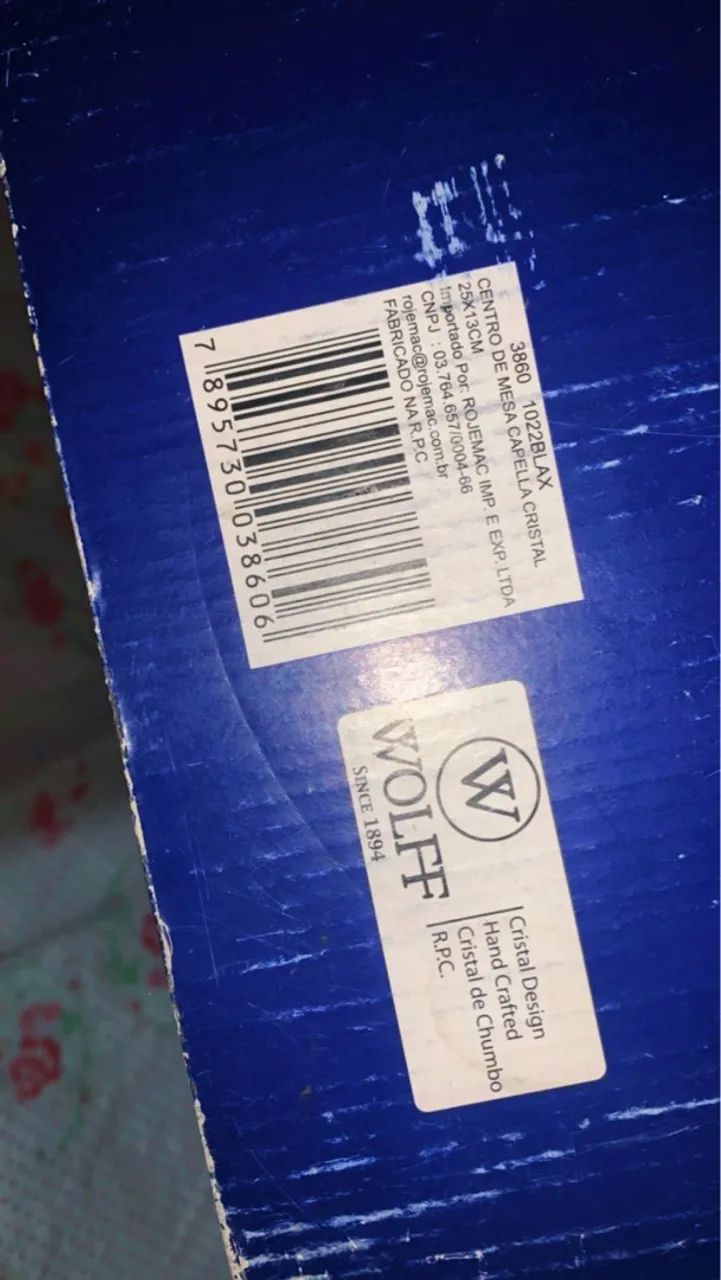 3860 1022BLAX
CENTRO DE MESA CAPELLA CRISTAL
25X13CM
Importado Por: ROJEMAC IMP. E EXP. LTDA
CNPJ : 03.764.657/0004-66
rojemac@rojemac.com.br
FABRICADO NA R.P.C
7 895730 038606
W
WOLFF
SINCE 1894
Cristal Design
Hand Crafted
Cristal de Chumbo
R.P.C.